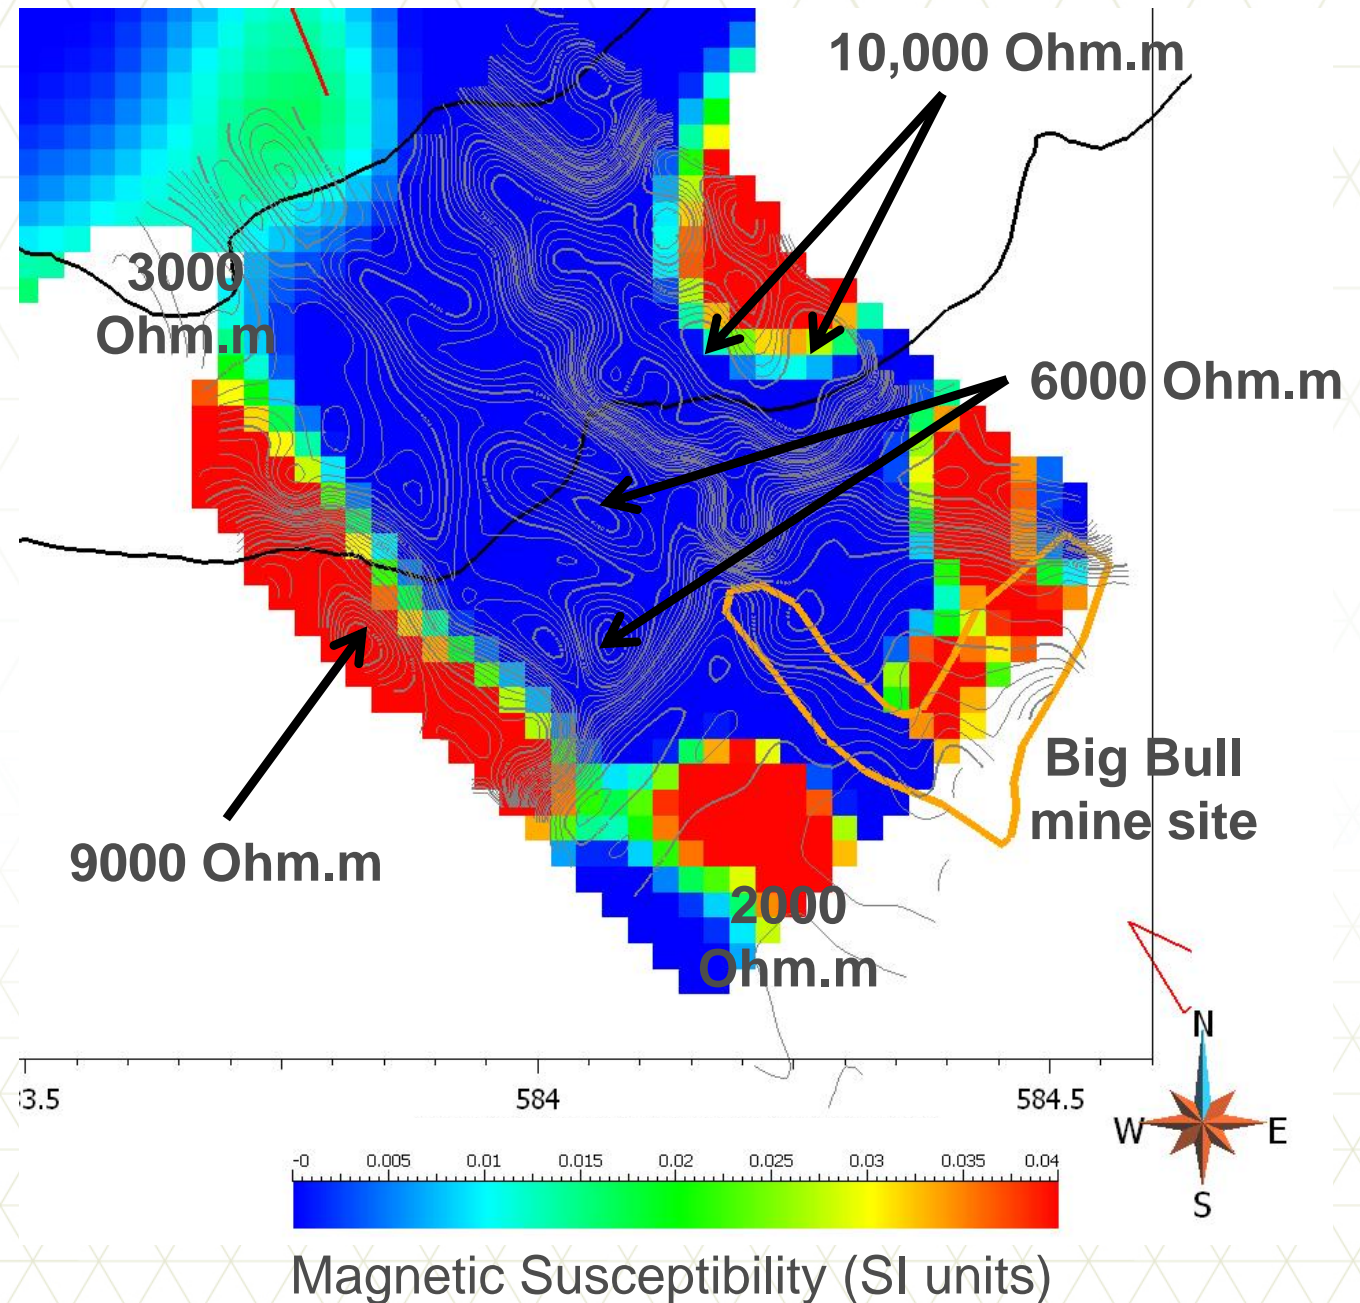 10,000 Ohm.m
3000
Ohm.m
6000 Ohm.m
Big Bull
mine site
9000 Ohm.m
2000
Ohm.m
3.5
584
584.5
N
W
E
S
-0
0.005
0.01
0.015
0.02
0.025
0.03
0.035
0.04
Magnetic Susceptibility (SI units)